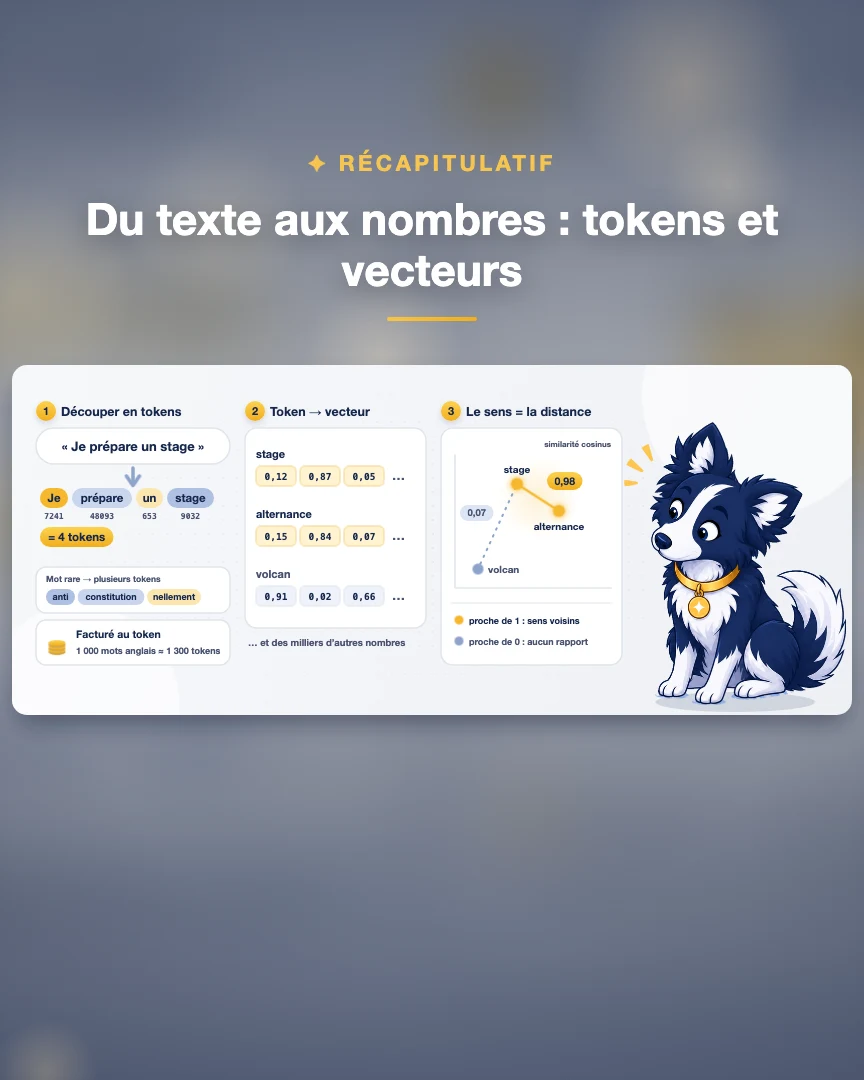 RÉCAPITULATIF
Du texte aux nombres : tokens et
vecteurs
1 Découper en tokens
« Je prépare un stage »
Je prépare un stage
7241 48093 653 9032
= 4 tokens
Mot rare → plusieurs tokens
anti constitution nellement
Facturé au token
1 000 mots anglais ≈ 1 300 tokens
2 Token → vecteur
stage
0,12 0,87 0,05 ...
alternance
0,15 0,84 0,07 ...
volcan
0,91 0,02 0,66 ...
... et des milliers d'autres nombres
3 Le sens = la distance
similarité cosinus
stage
0,98
0,07
alternance
volcan
proche de 1 : sens voisins
proche de 0 : aucun rapport